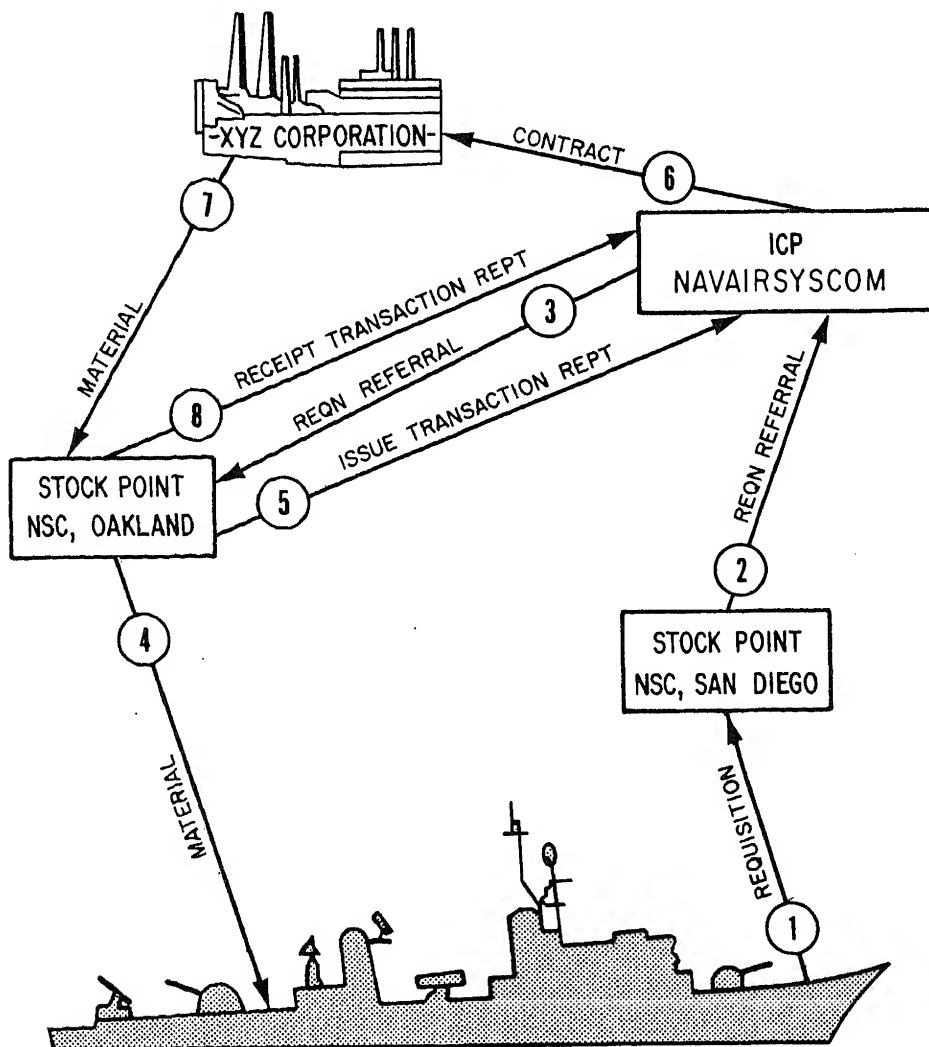 -XYZ CORPORATION-
CONTRACT
6
7
ICP
NAVAIRSYSCOM
MATERIAL
8
RECEIPT TRANSACTION REPT
3
REQN REFERRAL
ISSUE TRANSACTION REPT
5
STOCK POINT
NSC, OAKLAND
REQN REFERRAL
2
4
STOCK POINT
NSC, SAN DIEGO
MATERIAL
REQUISITION
1